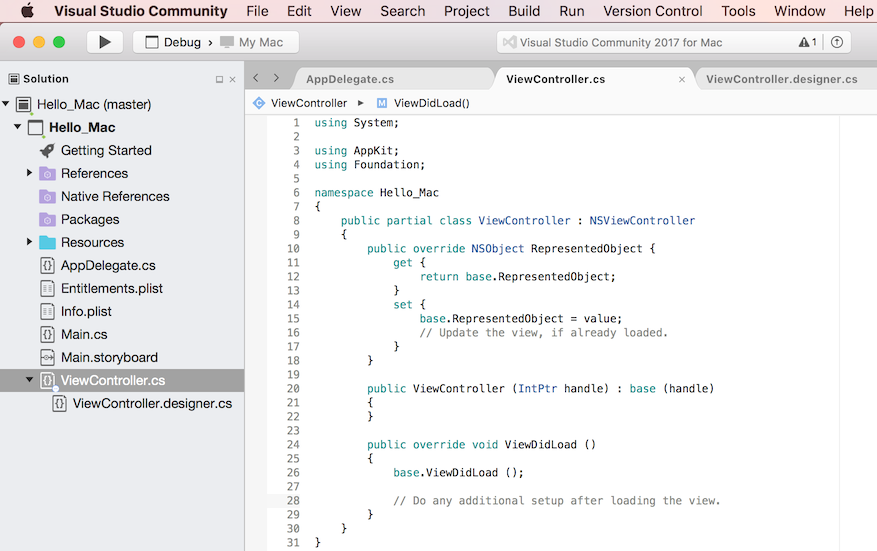 Visual Studio Community File Edit View Search Project Build Run Version Control Tools Window Help
Debug › My Mac Visual Studio Community 2017 for Mac 1
Solution
Hello_Mac (master)
Hello_Mac
Getting Started
References
Native References
Packages
Resources
AppDelegate.cs
Entitlements.plist
Info.plist
Main.cs
Main.storyboard
ViewController.cs
ViewController.designer.cs
AppDelegate.cs ViewController.cs × ViewController.designer.cs
C ViewController ▶ M ViewDidLoad()
1 using System;
2
3 using AppKit;
4 using Foundation;
5
6 namespace Hello_Mac
7 {
8     public partial class ViewController : NSViewController
9     {
10         public override NSObject RepresentedObject {
11             get {
12                 return base.RepresentedObject;
13             }
14             set {
15                 base.RepresentedObject = value;
16                 // Update the view, if already loaded.
17             }
18         }
19
20         public ViewController (IntPtr handle) : base (handle)
21         {
22         }
23
24         public override void ViewDidLoad ()
25         {
26             base.ViewDidLoad ();
27
28             // Do any additional setup after loading the view.
29         }
30     }
31 }